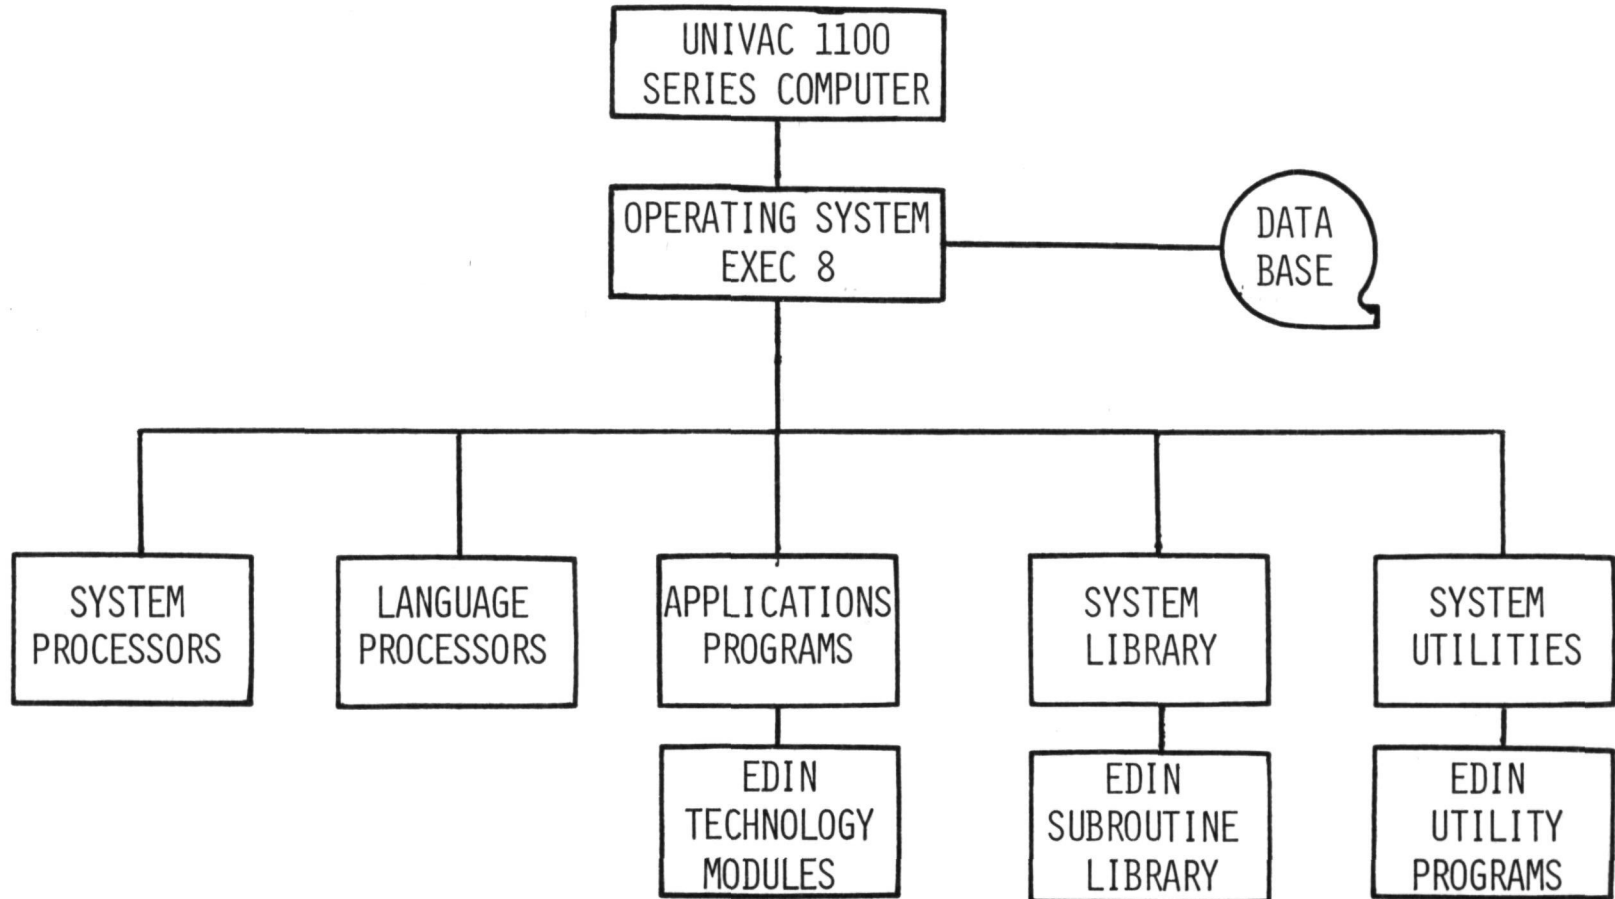 UNIVAC 1100
SERIES COMPUTER
OPERATING SYSTEM
EXEC 8
DATA
BASE
SYSTEM
PROCESSORS
LANGUAGE
PROCESSORS
APPLICATIONS
PROGRAMS
SYSTEM
LIBRARY
SYSTEM
UTILITIES
EDIN
TECHNOLOGY
MODULES
EDIN
SUBROUTINE
LIBRARY
EDIN
UTILITY
PROGRAMS